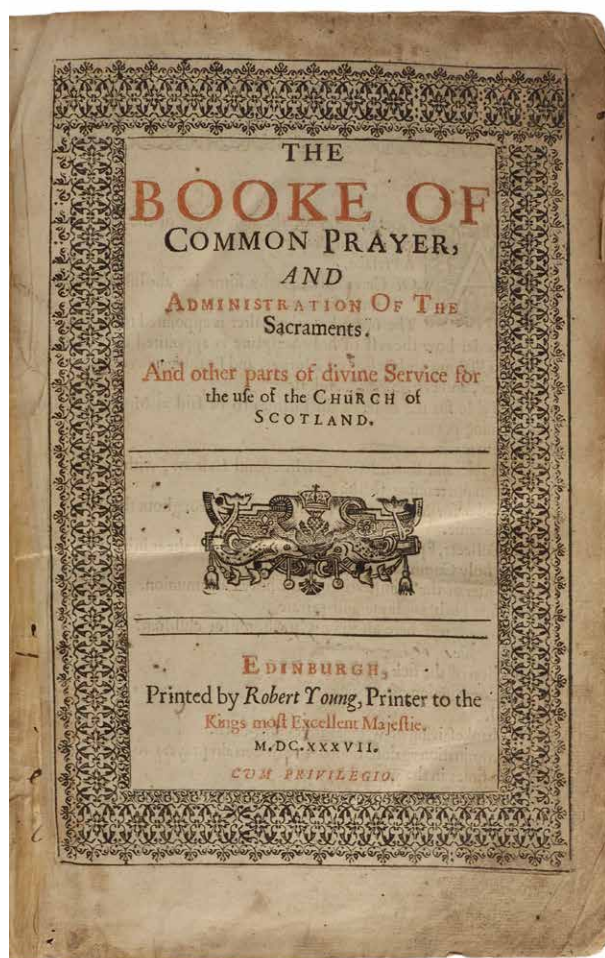 THE
BOOKE OF
COMMON PRAYER,
AND
ADMINISTRATION OF THE
Sacraments.
And other parts of divine Service for
the uſe of the CHURCH of
SCOTLAND.
EDINBURGH,
Printed by Robert Young, Printer to the
Kings moſt Excellent Majeſtie.
M.DC.XXXVII.
CVM PRIVILEGIO.